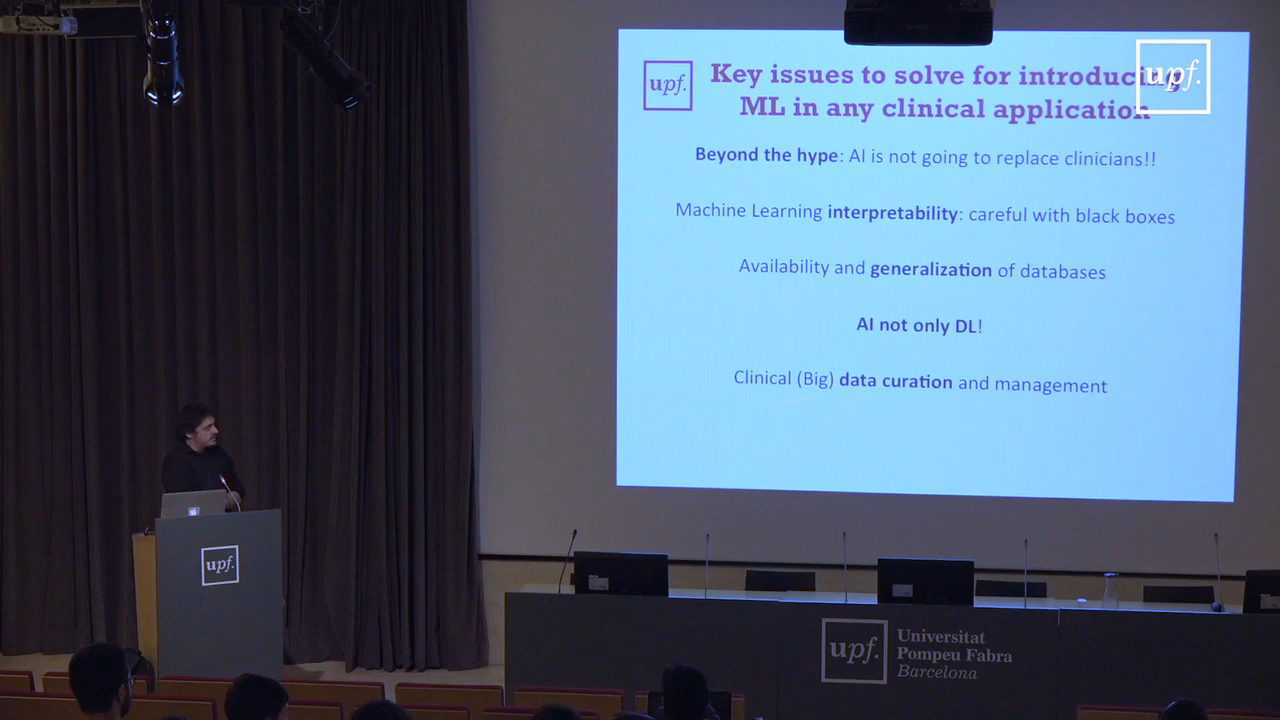 upf.
Key issues to solve for introducing
ML in any clinical application
upf.
Beyond the hype: AI is not going to replace clinicians!!
Machine Learning interpretability: careful with black boxes
Availability and generalization of databases
AI not only DL!
Clinical (Big) data curation and management
upf.
upf.
Universitat
Pompeu Fabra
Barcelona